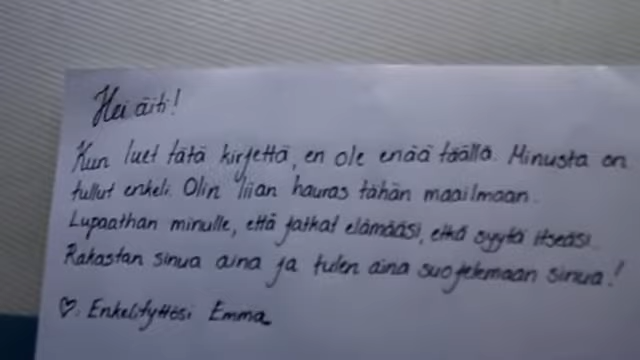 Hei äiti!
Kun luet tätä kirjettä, en ole enää täällä. Minusta on
tullut enkeli. Olin liian hauras tähän maailmaan.
Lupaathan minulle, että jatkat elämääsi, etkä syytä itseäsi.
Rakastan sinua aina ja tulen aina suojelemaan sinua!
♡. Enkelityttösi Emma